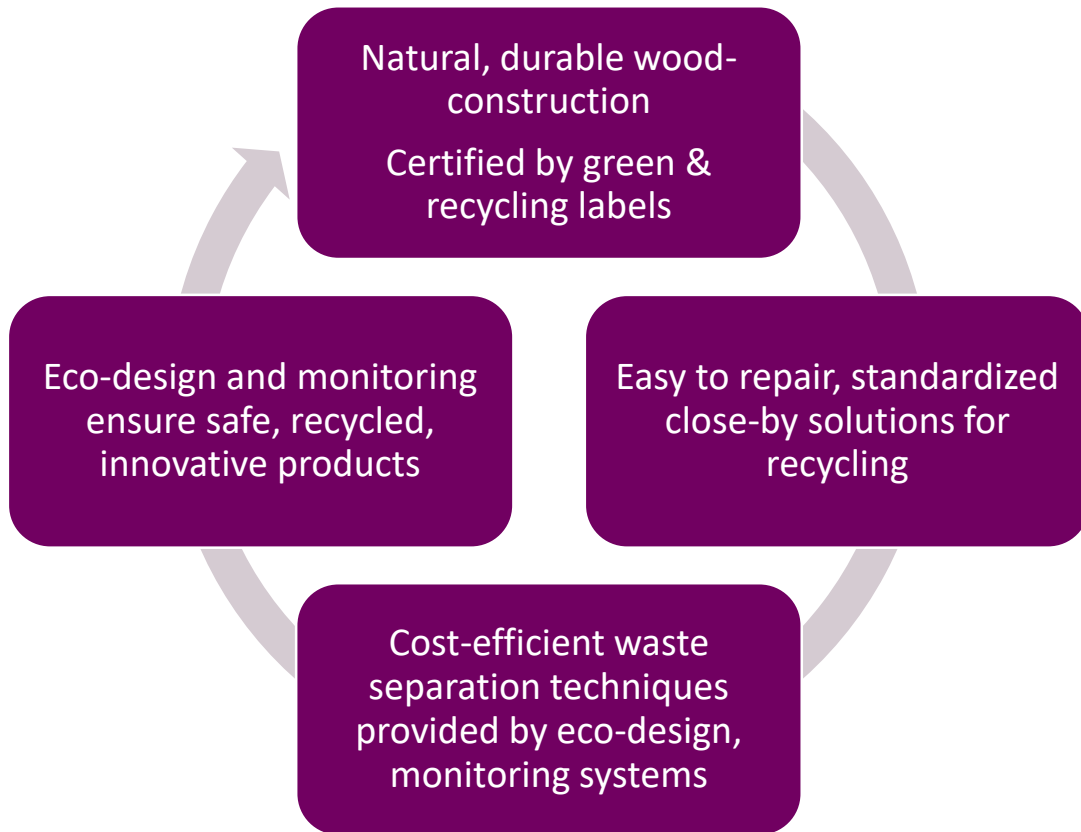 Natural, durable wood-
construction
Certified by green &
recycling labels
Easy to repair, standardized
close-by solutions for
recycling
Cost-efficient waste
separation techniques
provided by eco-design,
monitoring systems
Eco-design and monitoring
ensure safe, recycled,
innovative products